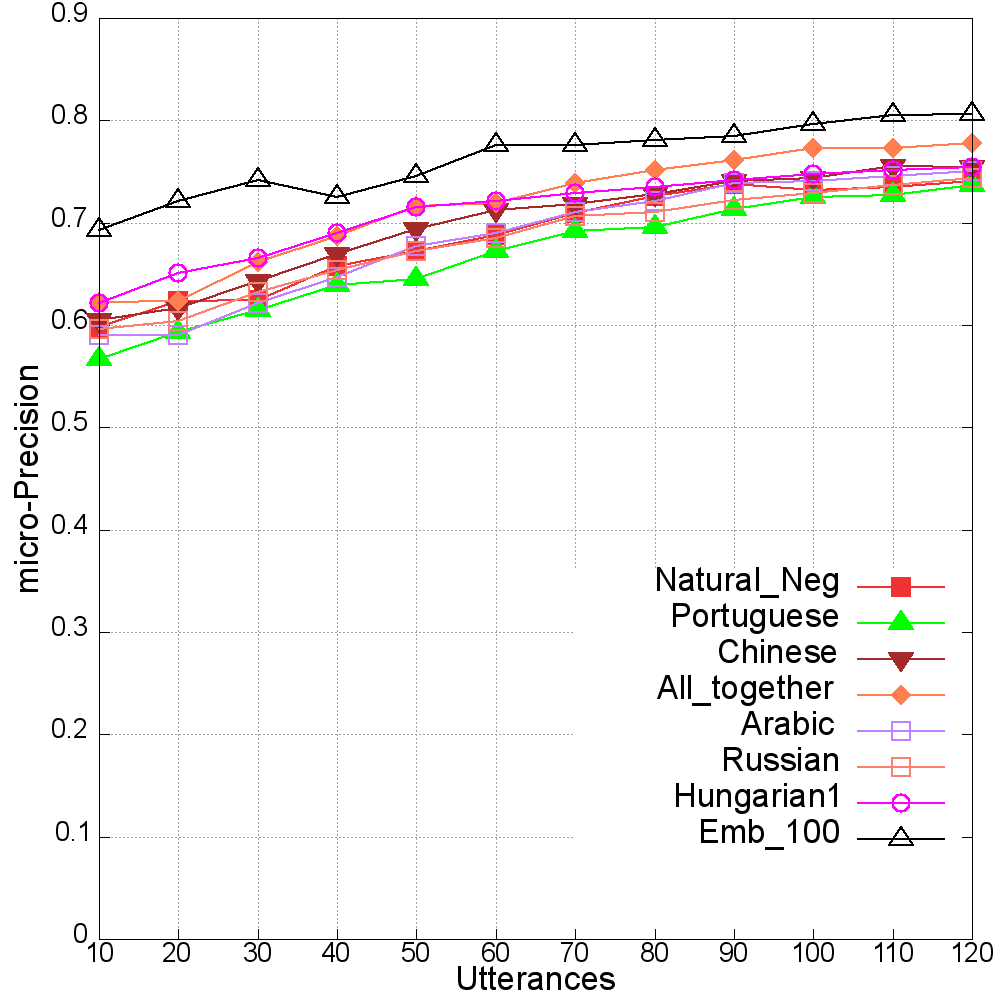 0.9
0.8
0.7
0.6
0.5
0.4
0.3
0.2
0.1
0
micro-Precision
Natural_Neg
Portuguese
Chinese
All_together
Arabic
Russian
Hungarian1
Emb_100
10 20 30 40 50 60 70 80 90 100 110 120
Utterances